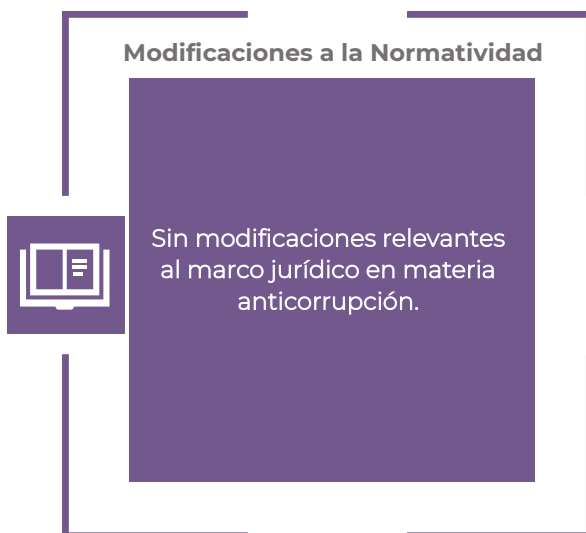 Modificaciones a la Normatividad
Sin modificaciones relevantes
al marco jurídico en materia
anticorrupción.